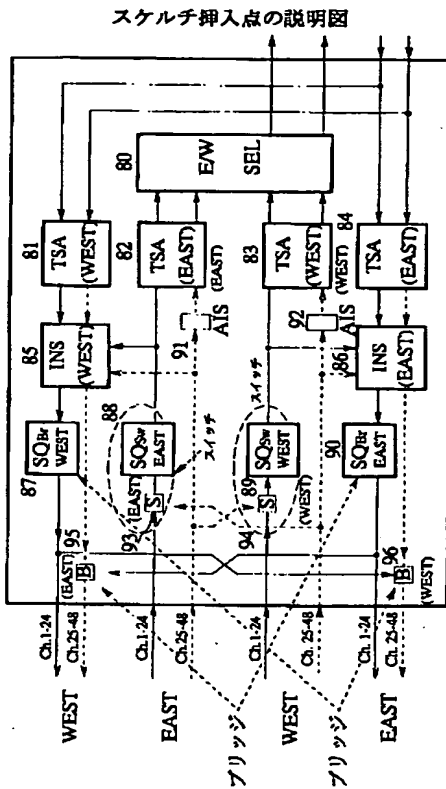 スケルチ挿入点の説明図
80
E/W
SEL
81
TSA
(WEST)
82
TSA
(EAST)
(EAST)
83
TSA
(WEST)
(WEST)
84
TSA
(EAST)
85
INS
(WEST)
91
AIS
92
AIS
86
INS
(EAST)
87
SQBr
WEST
88
SQSw
EAST
スイッチ
93
S
(EAST)
スイッチ
89
SQSw
WEST
94
S
(WEST)
90
SQBr
EAST
95
(EAST)
B
96
B
(WEST)
Ch.1-24
Ch.25-48
WEST
Ch.1-24
Ch.25-48
EAST
Ch.1-24
Ch.25-48
WEST
Ch.1-24
Ch.25-48
EAST
ブリッジ
ブリッジ